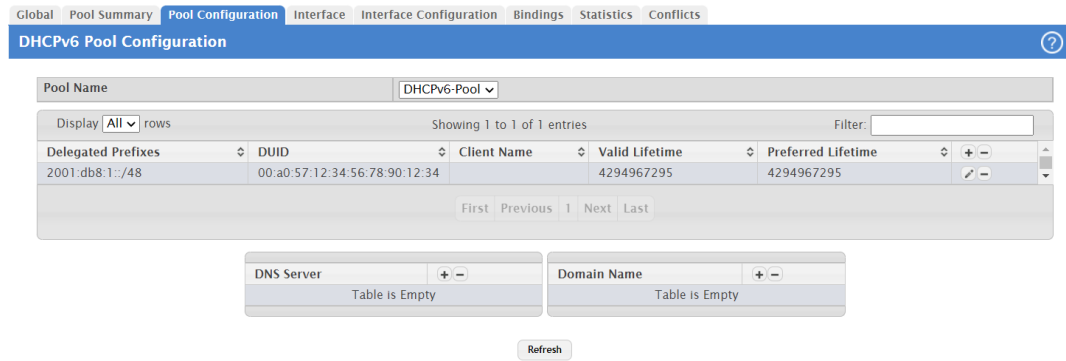 Global Pool Summary Pool Configuration Interface Interface Configuration Bindings Statistics Conflicts
DHCPv6 Pool Configuration ?
Pool Name DHCPv6-Pool
Display All rows Showing 1 to 1 of 1 entries Filter:
Delegated Prefixes DUID Client Name Valid Lifetime Preferred Lifetime
2001:db8:1::/48 00:a0:57:12:34:56:78:90:12:34 4294967295 4294967295
First Previous 1 Next Last
DNS Server Domain Name
Table is Empty Table is Empty
Refresh